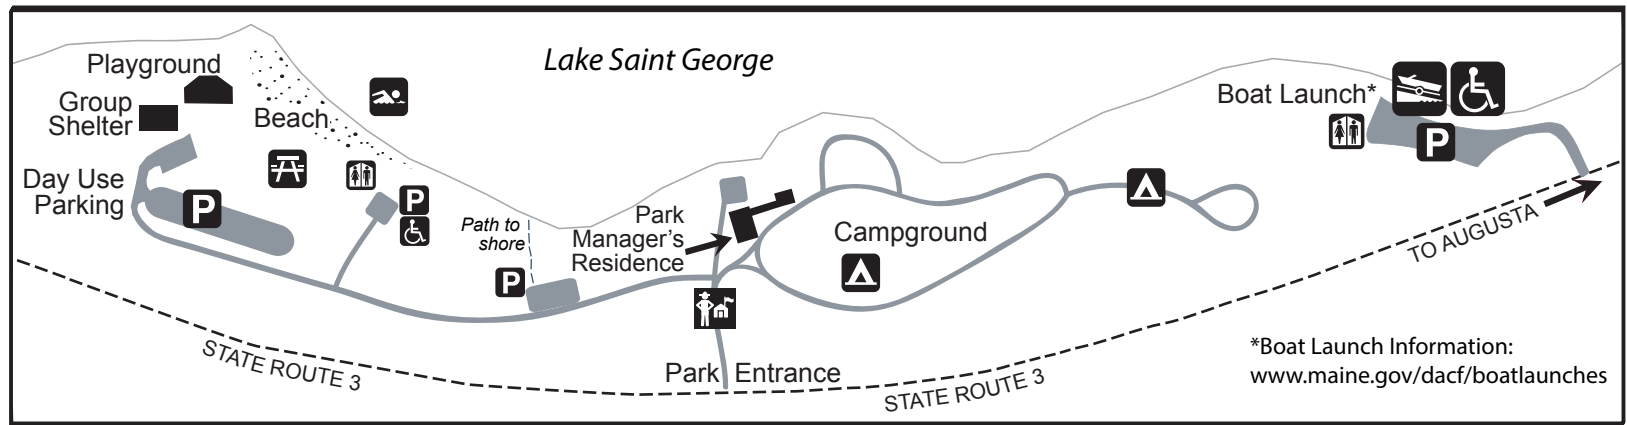 Lake Saint George
Playground
Group
Shelter
Beach
Day Use
Parking
P
P
Path to
shore
P
Park
Manager's
Residence
Campground
Boat Launch*
P
TO AUGUSTA
STATE ROUTE 3
Park Entrance
STATE ROUTE 3
*Boat Launch Information:
www.maine.gov/dacf/boatlaunches